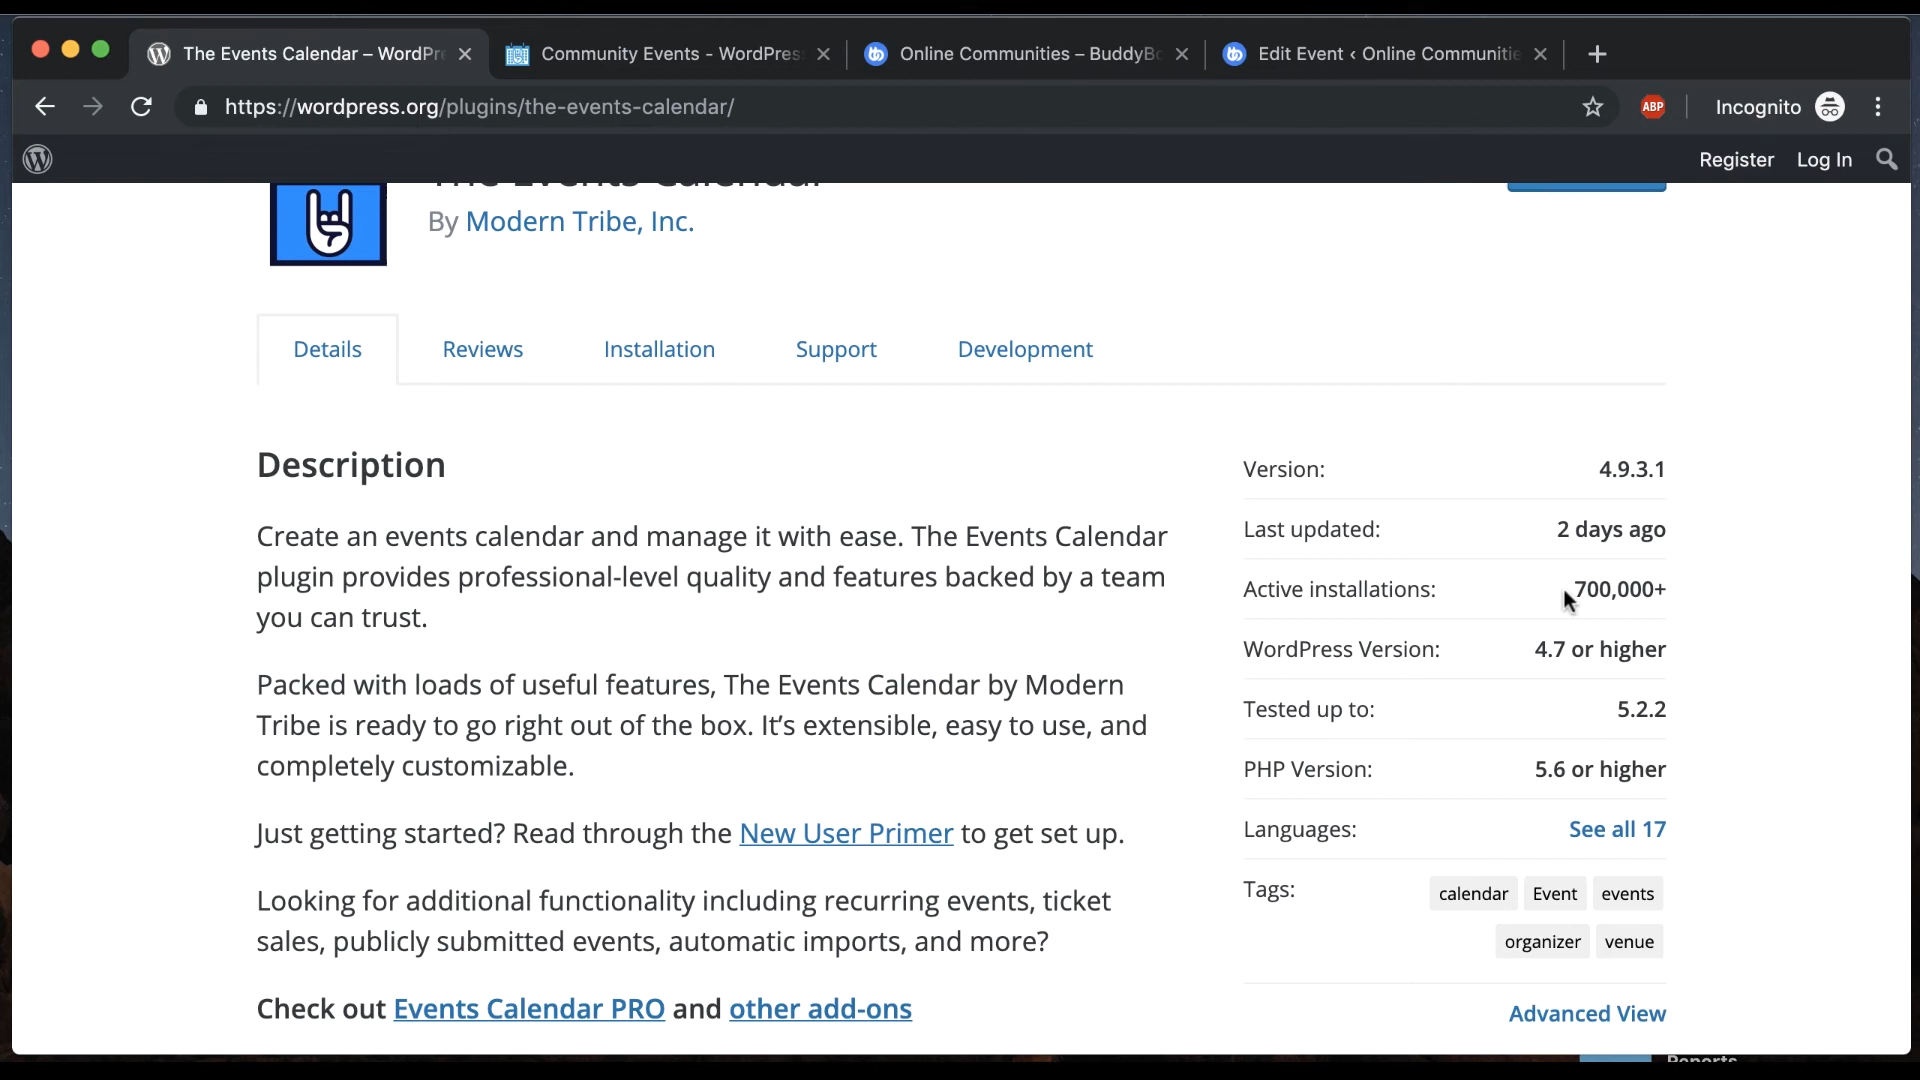 The Events Calendar – WordPre
Community Events - WordPress
Online Communities – BuddyBo
Edit Event ‹ Online Communitie
https://wordpress.org/plugins/the-events-calendar/
ABP
Incognito
Register Log In
The Events Calendar
By Modern Tribe, Inc.
Details Reviews Installation Support Development
Description
Create an events calendar and manage it with ease. The Events Calendar
plugin provides professional-level quality and features backed by a team
you can trust.
Packed with loads of useful features, The Events Calendar by Modern
Tribe is ready to go right out of the box. It’s extensible, easy to use, and
completely customizable.
Just getting started? Read through the New User Primer to get set up.
Looking for additional functionality including recurring events, ticket
sales, publicly submitted events, automatic imports, and more?
Check out Events Calendar PRO and other add-ons
Version: 4.9.3.1
Last updated: 2 days ago
Active installations: 700,000+
WordPress Version: 4.7 or higher
Tested up to: 5.2.2
PHP Version: 5.6 or higher
Languages: See all 17
Tags: calendar Event events
organizer venue
Advanced View
Reports